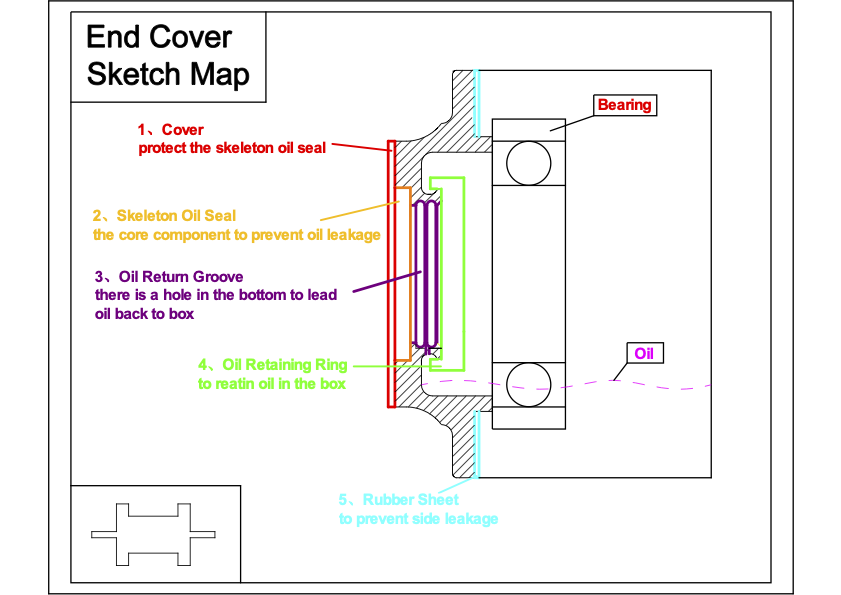 End Cover
Sketch Map
Bearing
1、Cover
protect the skeleton oil seal
2、Skeleton Oil Seal
the core component to prevent oil leakage
3、Oil Return Groove
there is a hole in the bottom to lead
oil back to box
Oil
4、Oil Retaining Ring
to reatin oil in the box
5、Rubber Sheet
to prevent side leakage